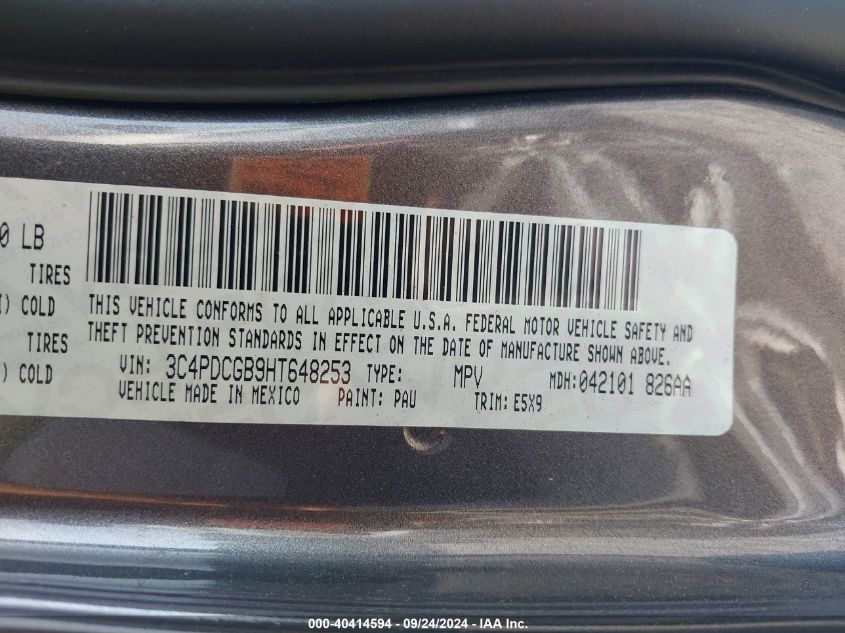 0 LB
TIRES
) COLD
TIRES
) COLD
THIS VEHICLE CONFORMS TO ALL APPLICABLE U.S.A. FEDERAL MOTOR VEHICLE SAFETY AND
THEFT PREVENTION STANDARDS IN EFFECT ON THE DATE OF MANUFACTURE SHOWN ABOVE.
VIN: 3C4PDCGB9HT648253 TYPE: MPV MDH:042101 826AA
VEHICLE MADE IN MEXICO PAINT: PAU TRIM: E5X9
000-40414594 - 09/24/2024 - IAA Inc.